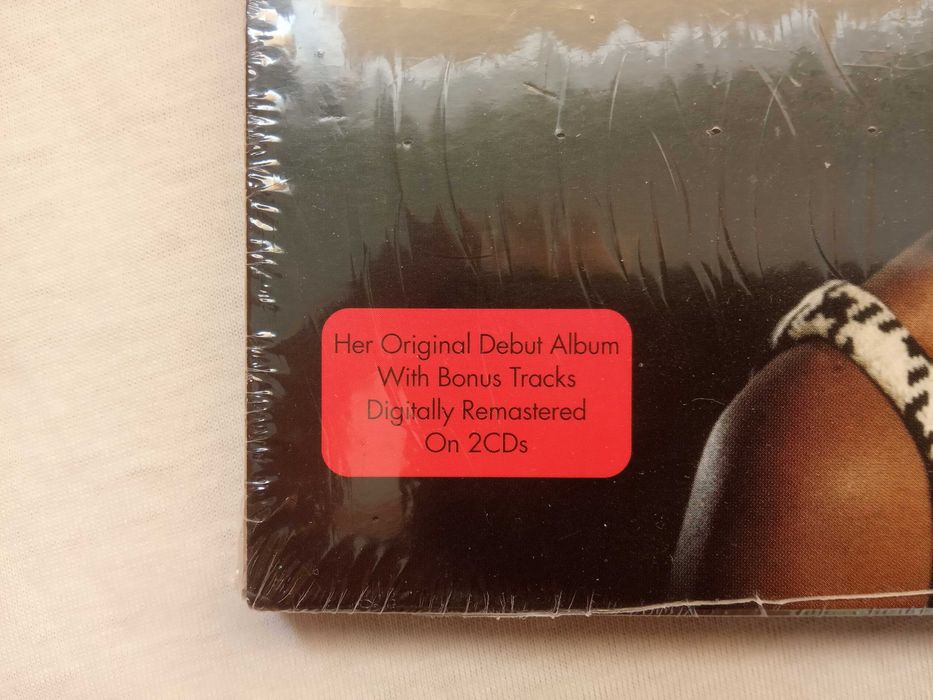 Her Original Debut Album
With Bonus Tracks
Digitally Remastered
On 2CDs